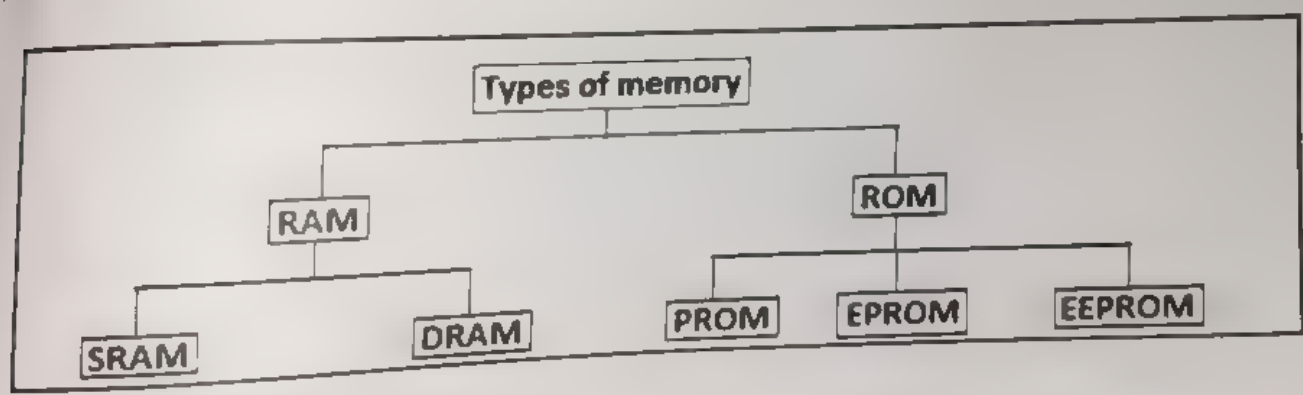 Types of memory
RAM
ROM
SRAM
DRAM
PROM
EPROM
EEPROM